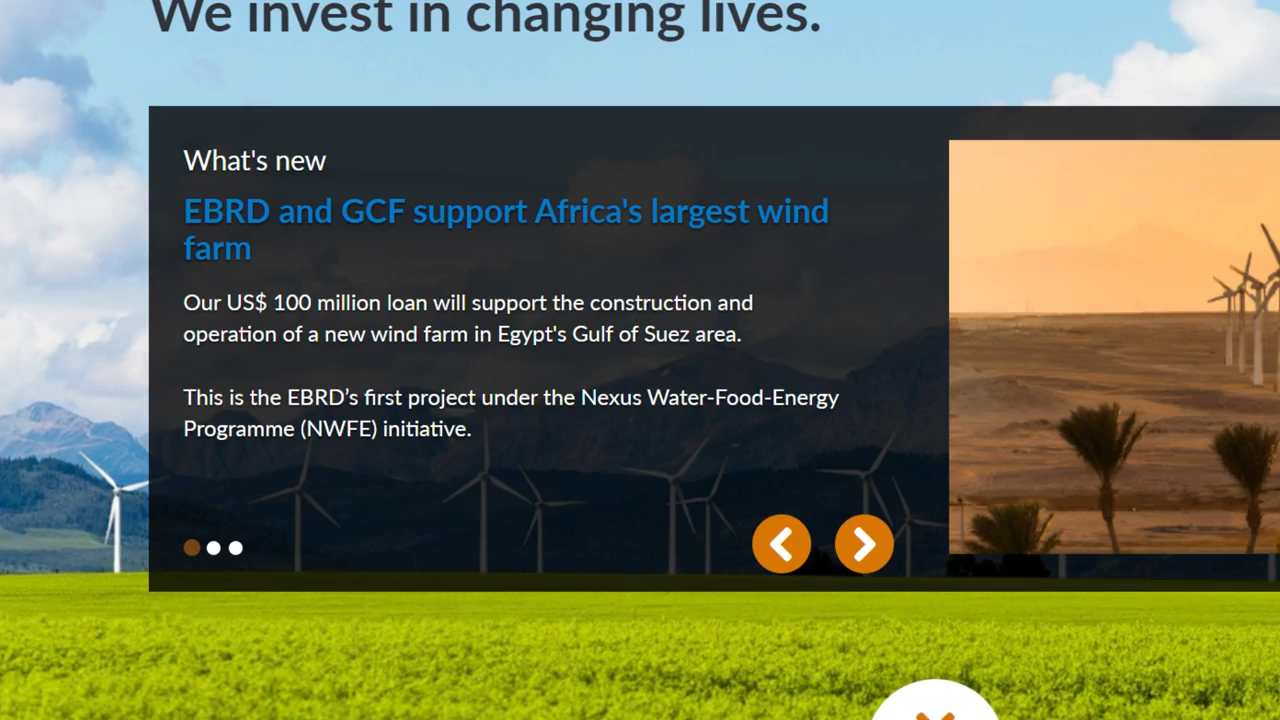 We invest in changing lives.
What's new
EBRD and GCF support Africa's largest wind
farm
Our US$ 100 million loan will support the construction and
operation of a new wind farm in Egypt's Gulf of Suez area.
This is the EBRD’s first project under the Nexus Water-Food-Energy
Programme (NWFE) initiative.